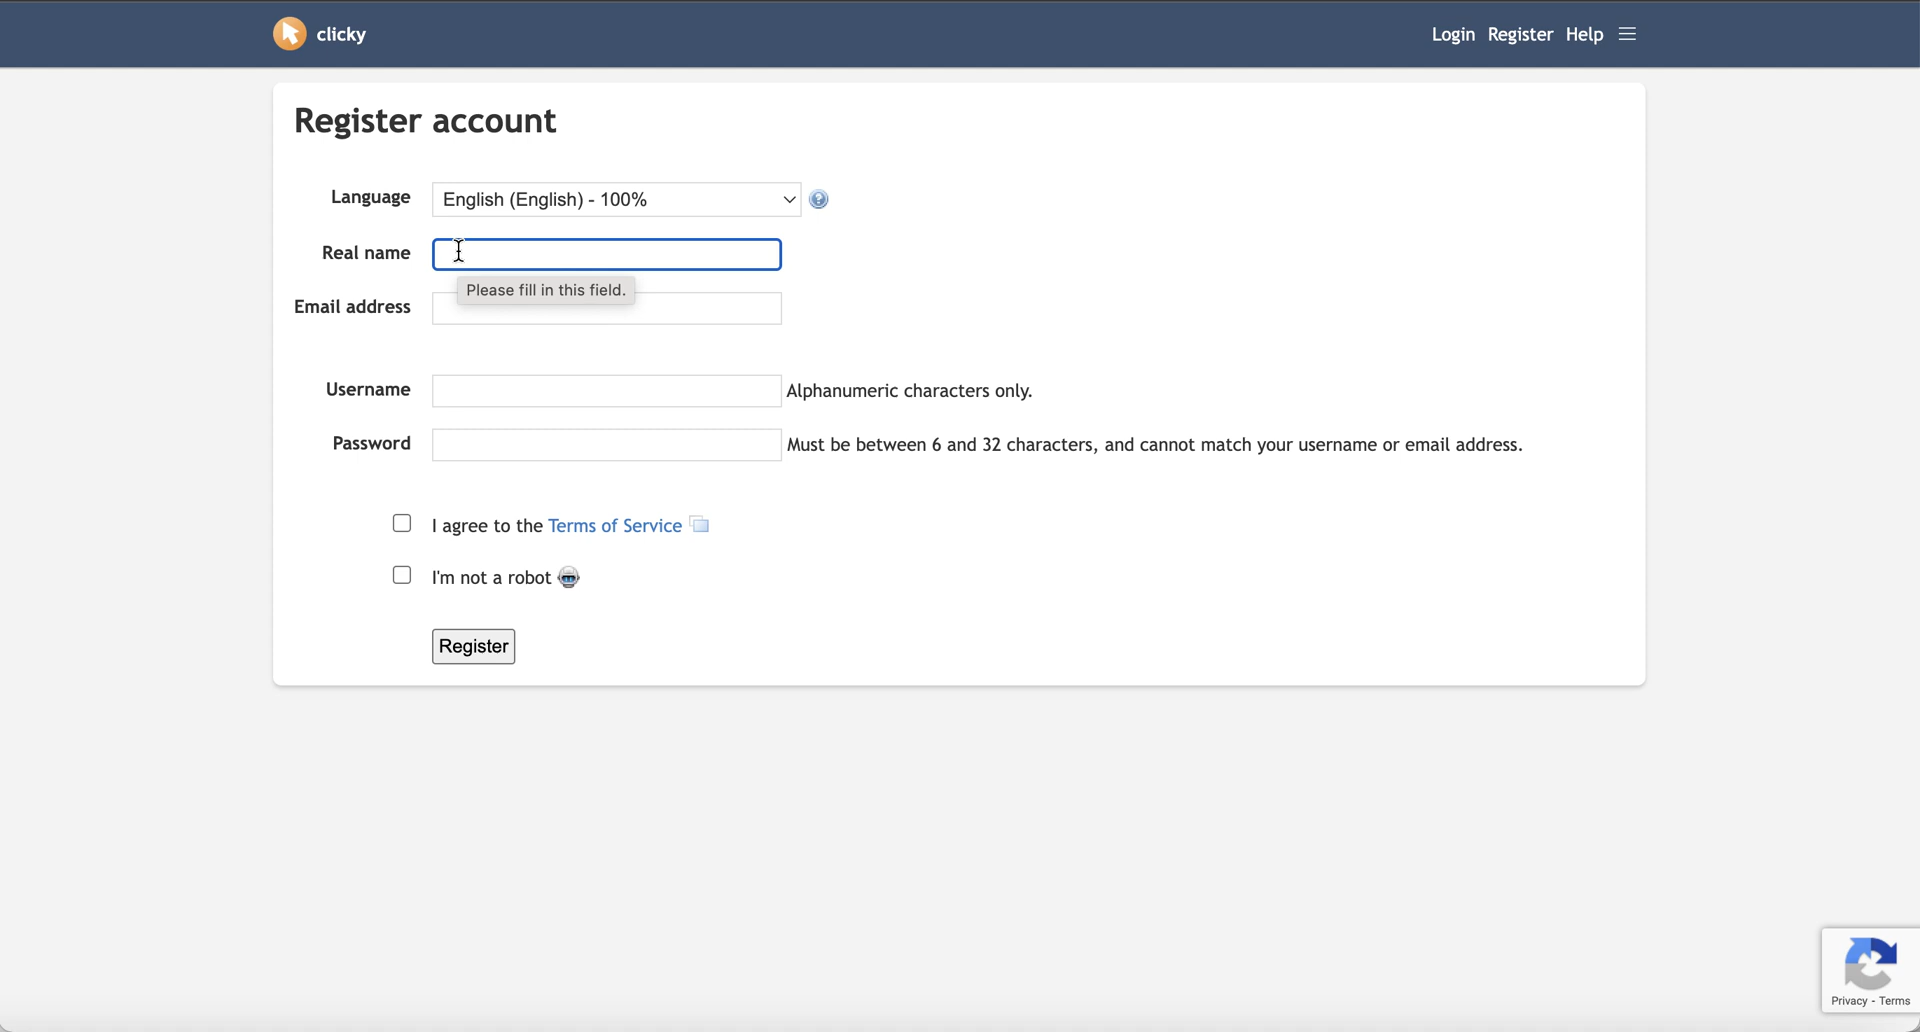 clicky
Login Register Help
Register account
Language English (English) - 100%
Real name
Please fill in this field.
Email address
Username Alphanumeric characters only.
Password Must be between 6 and 32 characters, and cannot match your username or email address.
I agree to the Terms of Service
I'm not a robot
Register
Privacy - Terms